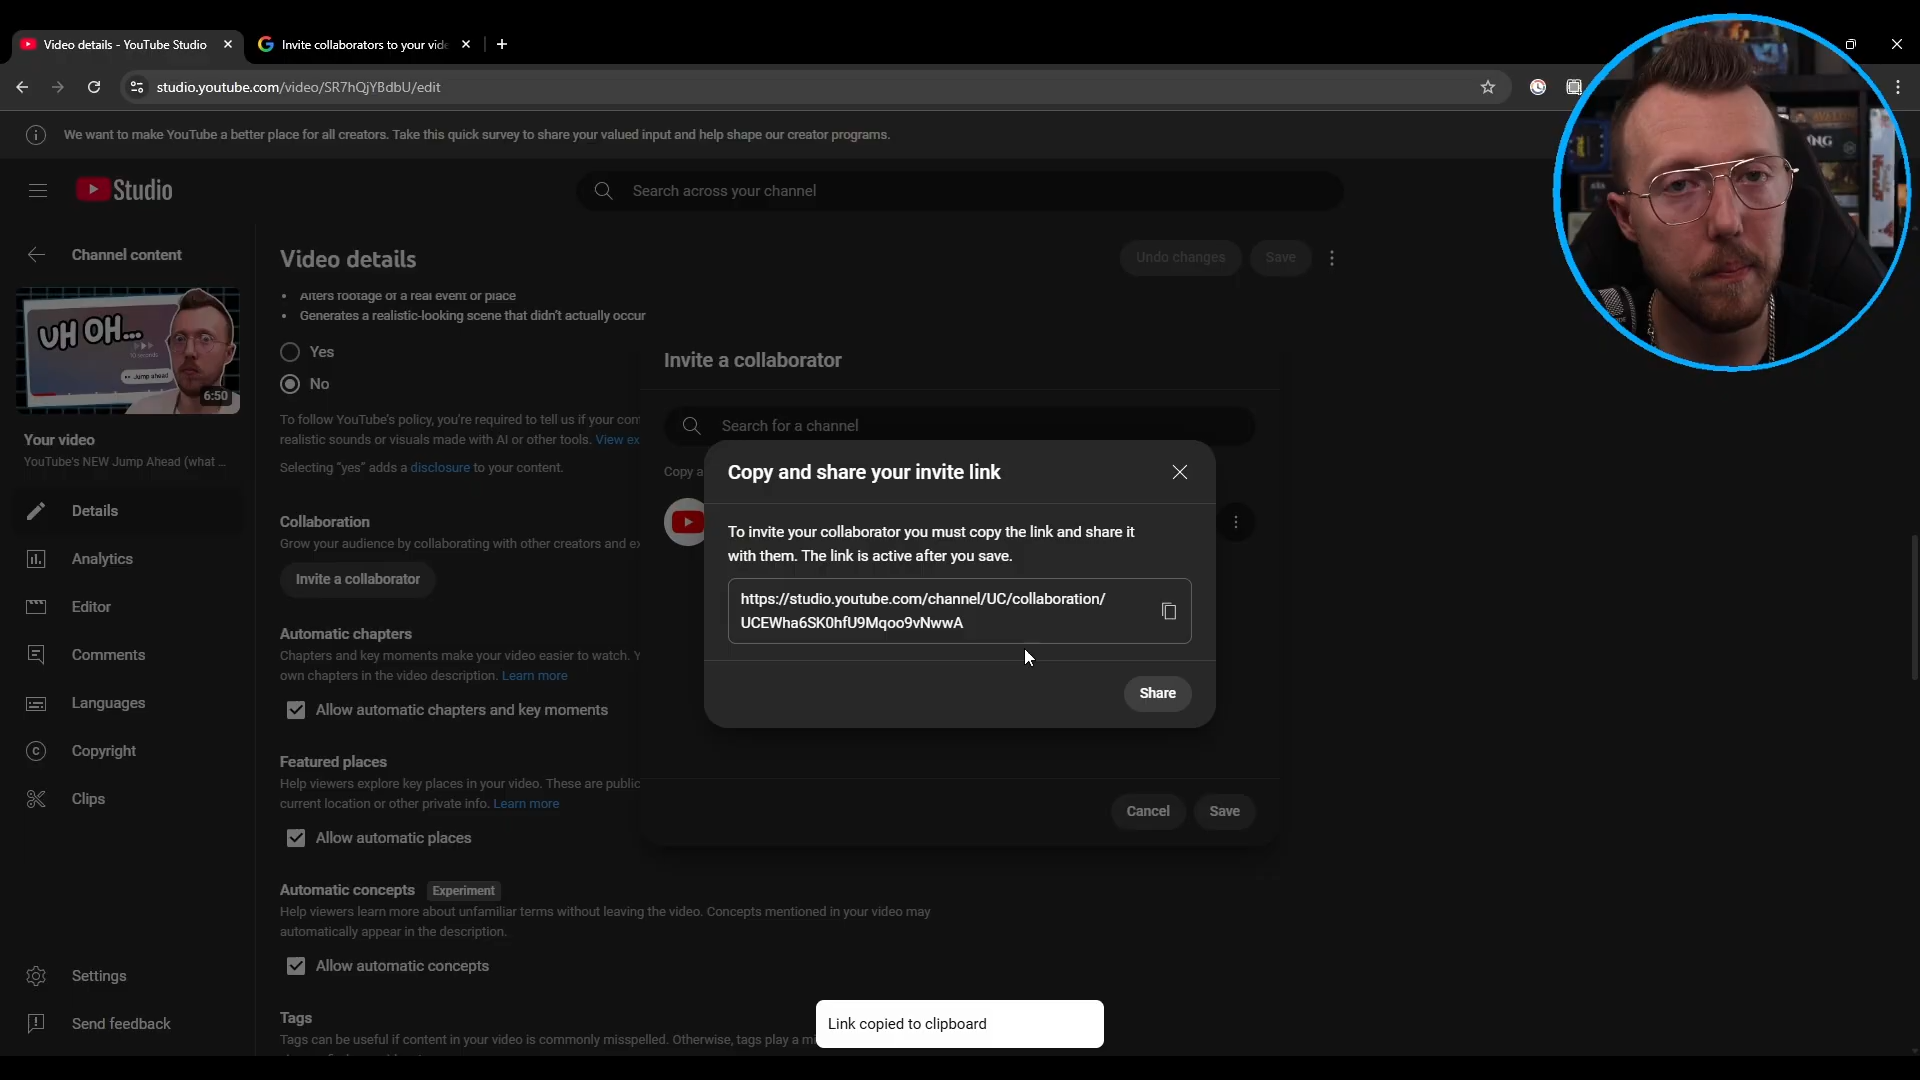 Video details - YouTube Studio
Invite collaborators to your vide
studio.youtube.com/video/SR7hQjYBdbU/edit
We want to make YouTube a better place for all creators. Take this quick survey to share your valued input and help shape our creator programs.
Studio
Search across your channel
Channel content
UH OH...
10 seconds
Jump ahead
6:50
Your video
YouTube's NEW Jump Ahead (what ...
Details
Analytics
Editor
Comments
Languages
Copyright
Clips
Settings
Send feedback
Video details
Undo changes
Save
• Alters footage of a real event or place
• Generates a realistic-looking scene that didn't actually occur
Yes
No
To follow YouTube's policy, you're required to tell us if your con
realistic sounds or visuals made with AI or other tools. View ex
Selecting "yes" adds a disclosure to your content.
Collaboration
Grow your audience by collaborating with other creators and ex
Invite a collaborator
Automatic chapters
Chapters and key moments make your video easier to watch. Y
own chapters in the video description. Learn more
Allow automatic chapters and key moments
Featured places
Help viewers explore key places in your video. These are public
current location or other private info. Learn more
Allow automatic places
Automatic concepts Experiment
Help viewers learn more about unfamiliar terms without leaving the video. Concepts mentioned in your video may
automatically appear in the description.
Allow automatic concepts
Tags
Tags can be useful if content in your video is commonly misspelled. Otherwise, tags play a m
Invite a collaborator
Search for a channel
Copy a
Copy and share your invite link
To invite your collaborator you must copy the link and share it
with them. The link is active after you save.
https://studio.youtube.com/channel/UC/collaboration/
UCEWha6SK0hfU9Mqoo9vNwwA
Share
Cancel
Save
Link copied to clipboard